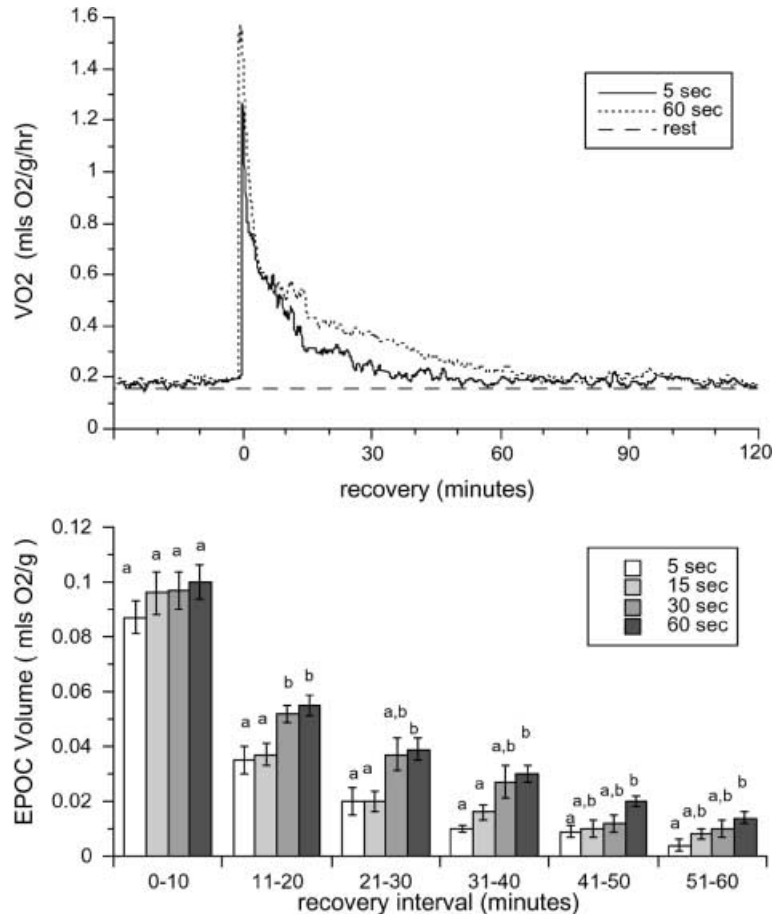 1.6
1.4
1.2
1
0.8
0.6
0.4
0.2
0
VO2 (mls O2/g/hr)
5 sec
60 sec
rest
0 30 60 90 120
recovery (minutes)
0.12
0.1
0.08
0.06
0.04
0.02
0
EPOC Volume ( mls O2/g)
5 sec
15 sec
30 sec
60 sec
a a a a
a a b b
a a a,b b
a a a,b b
a a,b a,b b
a a,b a,b b
0-10 11-20 21-30 31-40 41-50 51-60
recovery interval (minutes)